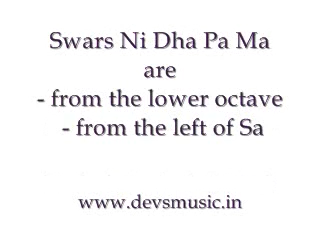 Swars Ni Dha Pa Ma
are
- from the lower octave
- from the left of Sa
www.devsmusic.in